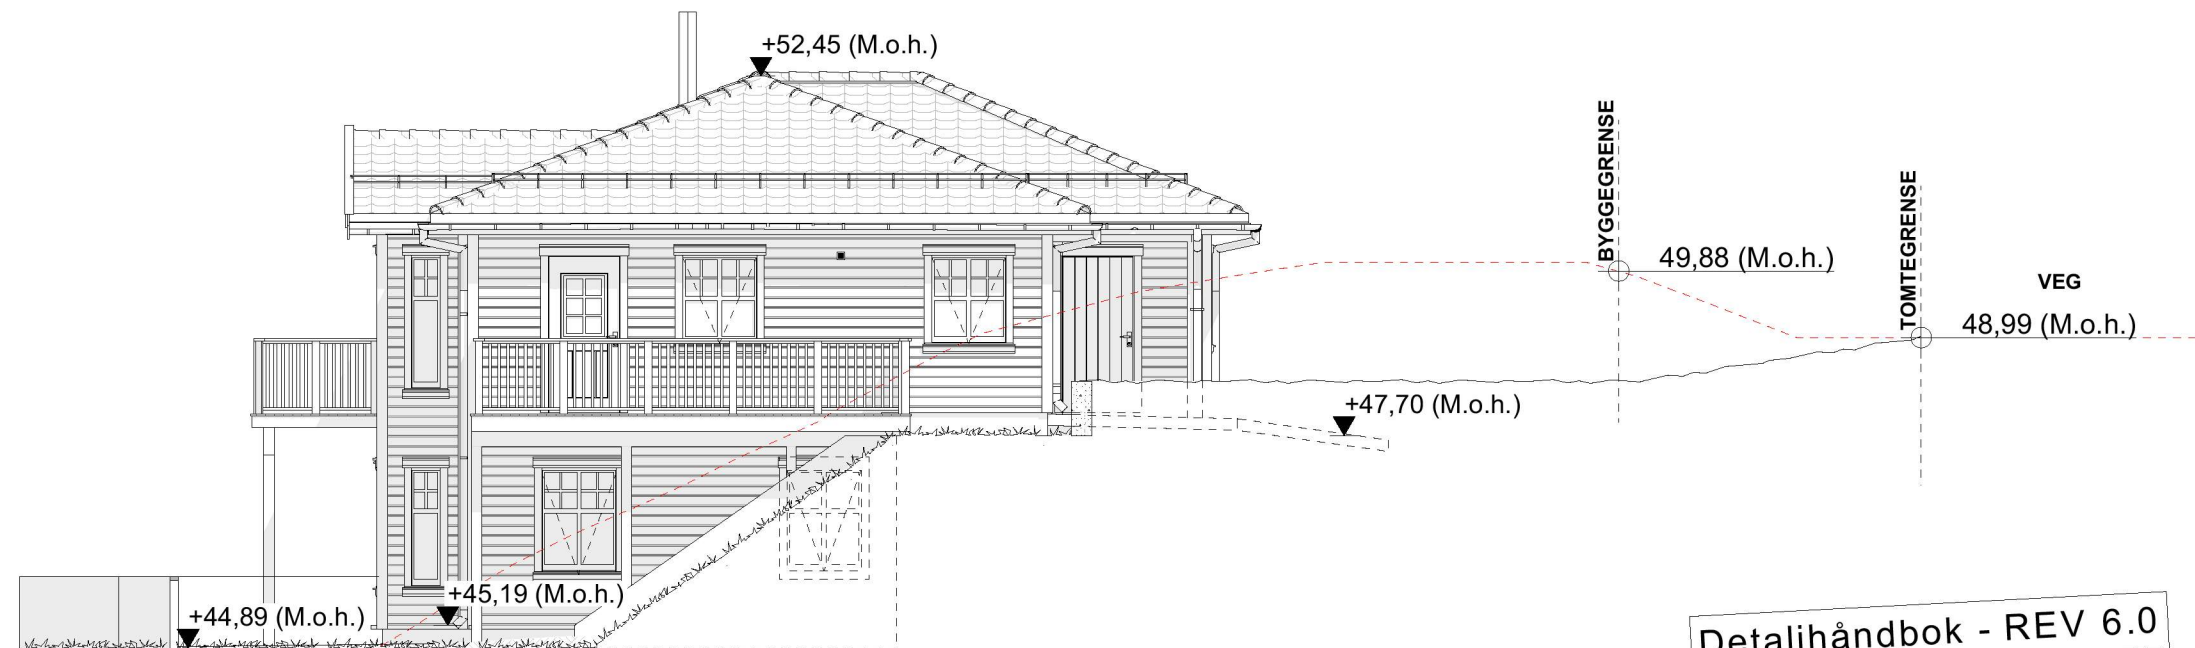 +52,45 (M.o.h.)
BYGGEGRENSE
49,88 (M.o.h.)
TOMTEGRENSE
VEG
48,99 (M.o.h.)
+47,70 (M.o.h.)
+45,19 (M.o.h.)
+44,89 (M.o.h.)
Detaljhåndbok - REV 6.0